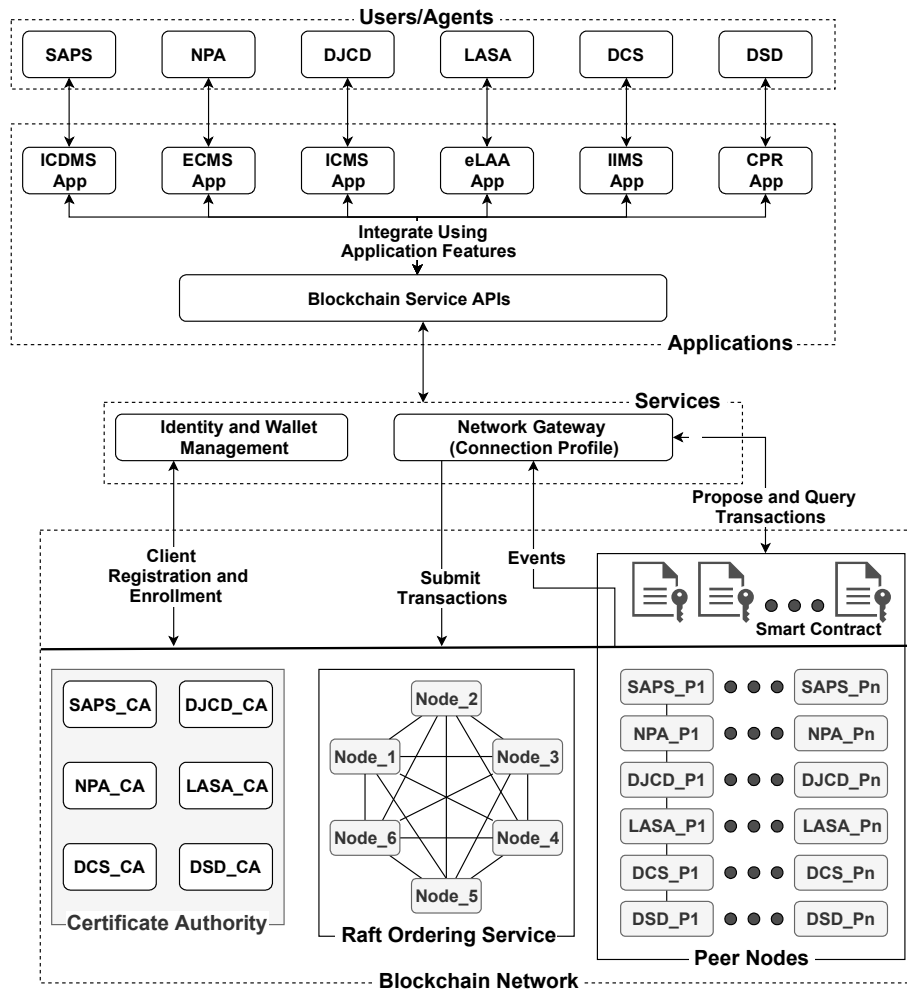 Users/Agents
SAPS
NPA
DJCD
LASA
DCS
DSD
ICDMS
App
ECMS
App
ICMS
App
eLAA
App
IIMS
App
CPR
App
Integrate Using
Application Features
Blockchain Service APIs
Applications
Services
Identity and Wallet
Management
Network Gateway
(Connection Profile)
Propose and Query
Transactions
Client
Registration and
Enrollment
Submit
Transactions
Events
Smart Contract
SAPS_CA
DJCD_CA
NPA_CA
LASA_CA
DCS_CA
DSD_CA
Certificate Authority
Node_2
Node_1
Node_3
Node_6
Node_4
Node_5
Raft Ordering Service
SAPS_P1
SAPS_Pn
NPA_P1
NPA_Pn
DJCD_P1
DJCD_Pn
LASA_P1
LASA_Pn
DCS_P1
DCS_Pn
DSD_P1
DSD_Pn
Peer Nodes
Blockchain Network